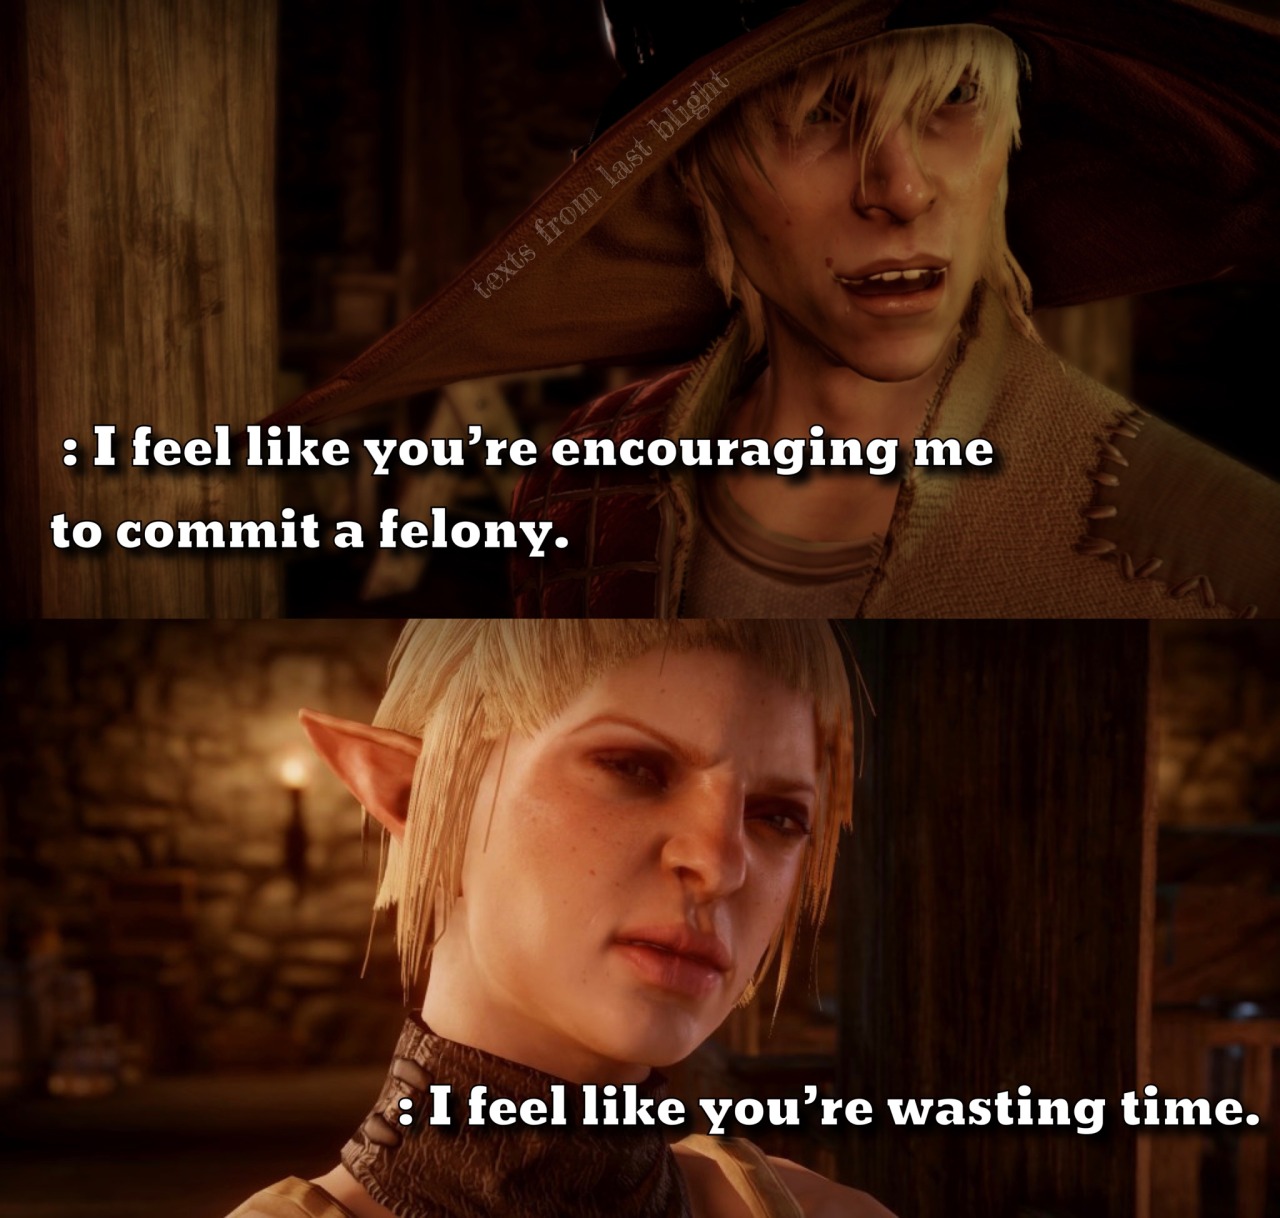 texts from last blight
: I feel like you’re encouraging me
to commit a felony.
: I feel like you’re wasting time.